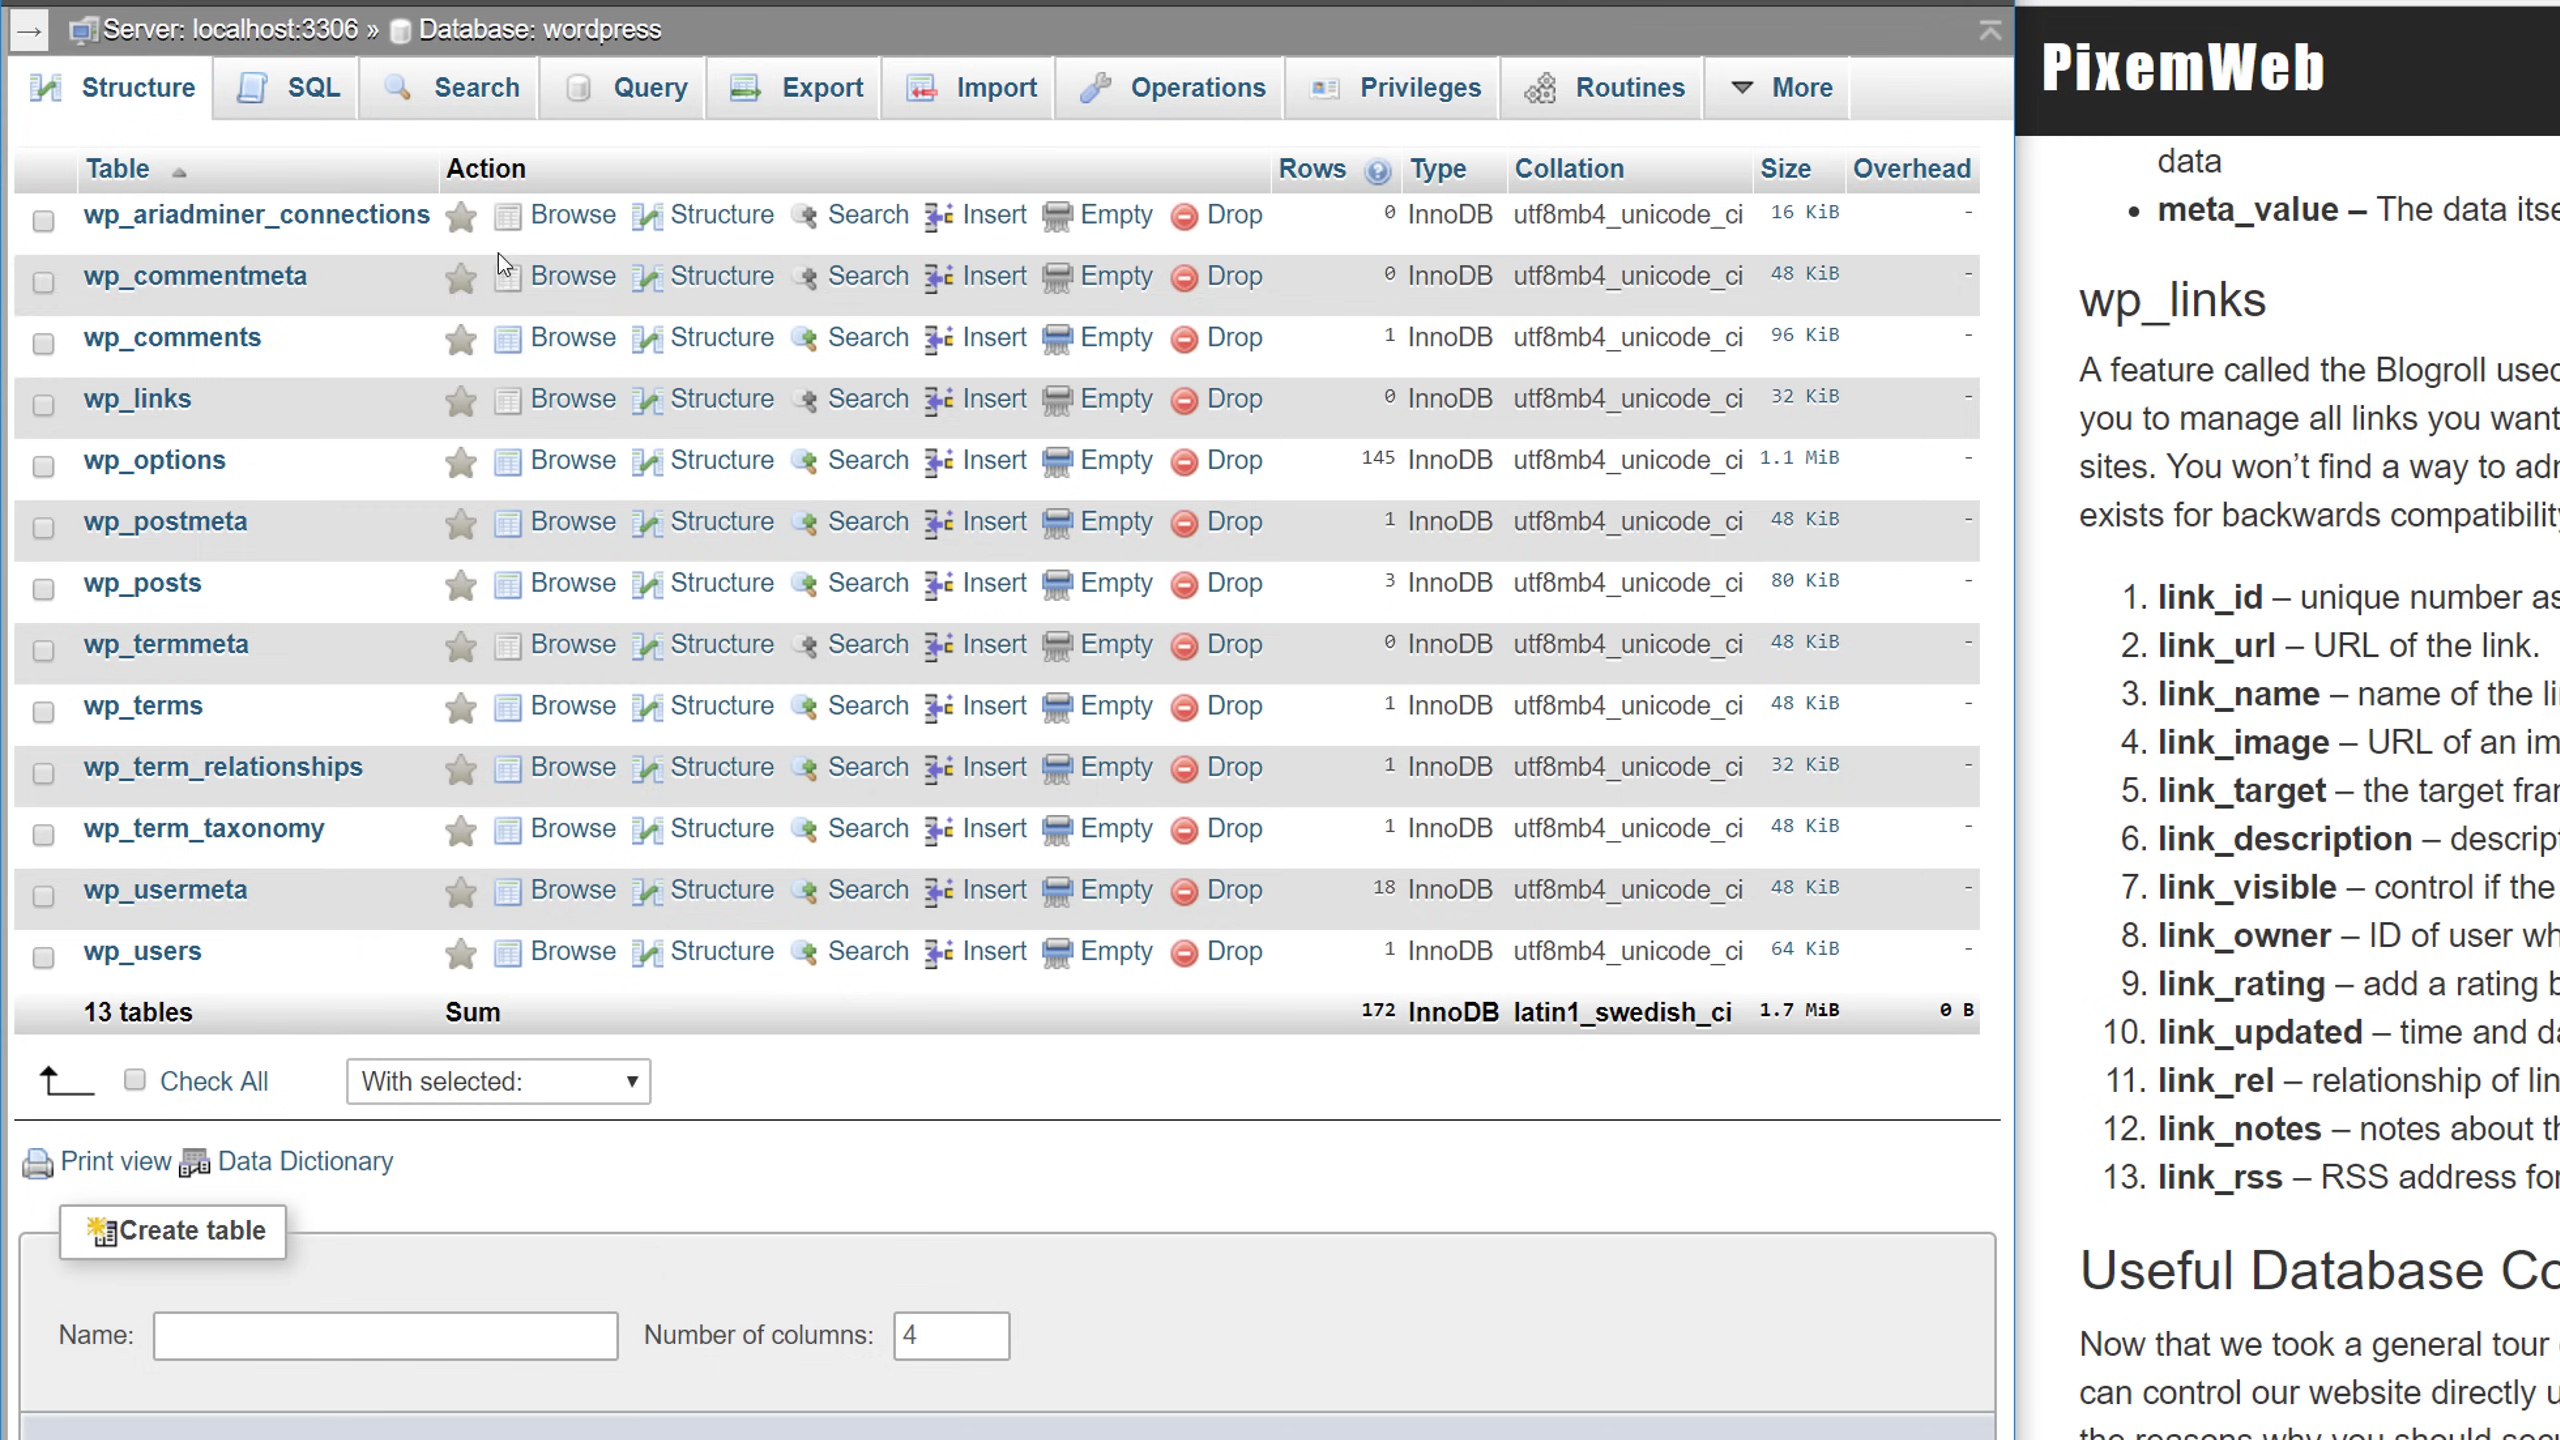 → Server: localhost:3306 » Database: wordpress
Structure SQL Search Query Export Import Operations Privileges Routines More
Table Action Rows Type Collation Size Overhead
wp_ariadminer_connections Browse Structure Search Insert Empty Drop 0 InnoDB utf8mb4_unicode_ci 16 KiB -
wp_commentmeta Browse Structure Search Insert Empty Drop 0 InnoDB utf8mb4_unicode_ci 48 KiB -
wp_comments Browse Structure Search Insert Empty Drop 1 InnoDB utf8mb4_unicode_ci 96 KiB -
wp_links Browse Structure Search Insert Empty Drop 0 InnoDB utf8mb4_unicode_ci 32 KiB -
wp_options Browse Structure Search Insert Empty Drop 145 InnoDB utf8mb4_unicode_ci 1.1 MiB -
wp_postmeta Browse Structure Search Insert Empty Drop 1 InnoDB utf8mb4_unicode_ci 48 KiB -
wp_posts Browse Structure Search Insert Empty Drop 3 InnoDB utf8mb4_unicode_ci 80 KiB -
wp_termmeta Browse Structure Search Insert Empty Drop 0 InnoDB utf8mb4_unicode_ci 48 KiB -
wp_terms Browse Structure Search Insert Empty Drop 1 InnoDB utf8mb4_unicode_ci 48 KiB -
wp_term_relationships Browse Structure Search Insert Empty Drop 1 InnoDB utf8mb4_unicode_ci 32 KiB -
wp_term_taxonomy Browse Structure Search Insert Empty Drop 1 InnoDB utf8mb4_unicode_ci 48 KiB -
wp_usermeta Browse Structure Search Insert Empty Drop 18 InnoDB utf8mb4_unicode_ci 48 KiB -
wp_users Browse Structure Search Insert Empty Drop 1 InnoDB utf8mb4_unicode_ci 64 KiB -
13 tables Sum 172 InnoDB latin1_swedish_ci 1.7 MiB 0 B
Check All With selected:
Print view Data Dictionary
Create table
Name: Number of columns: 4
PixemWeb
data
• meta_value – The data itse
wp_links
A feature called the Blogroll used
you to manage all links you want
sites. You won't find a way to adm
exists for backwards compatibility
1. link_id – unique number as
2. link_url – URL of the link.
3. link_name – name of the li
4. link_image – URL of an im
5. link_target – the target fra
6. link_description – descript
7. link_visible – control if the
8. link_owner – ID of user wh
9. link_rating – add a rating b
10. link_updated – time and da
11. link_rel – relationship of lin
12. link_notes – notes about th
13. link_rss – RSS address for
Useful Database Co
Now that we took a general tour
can control our website directly u
the reasons why you should